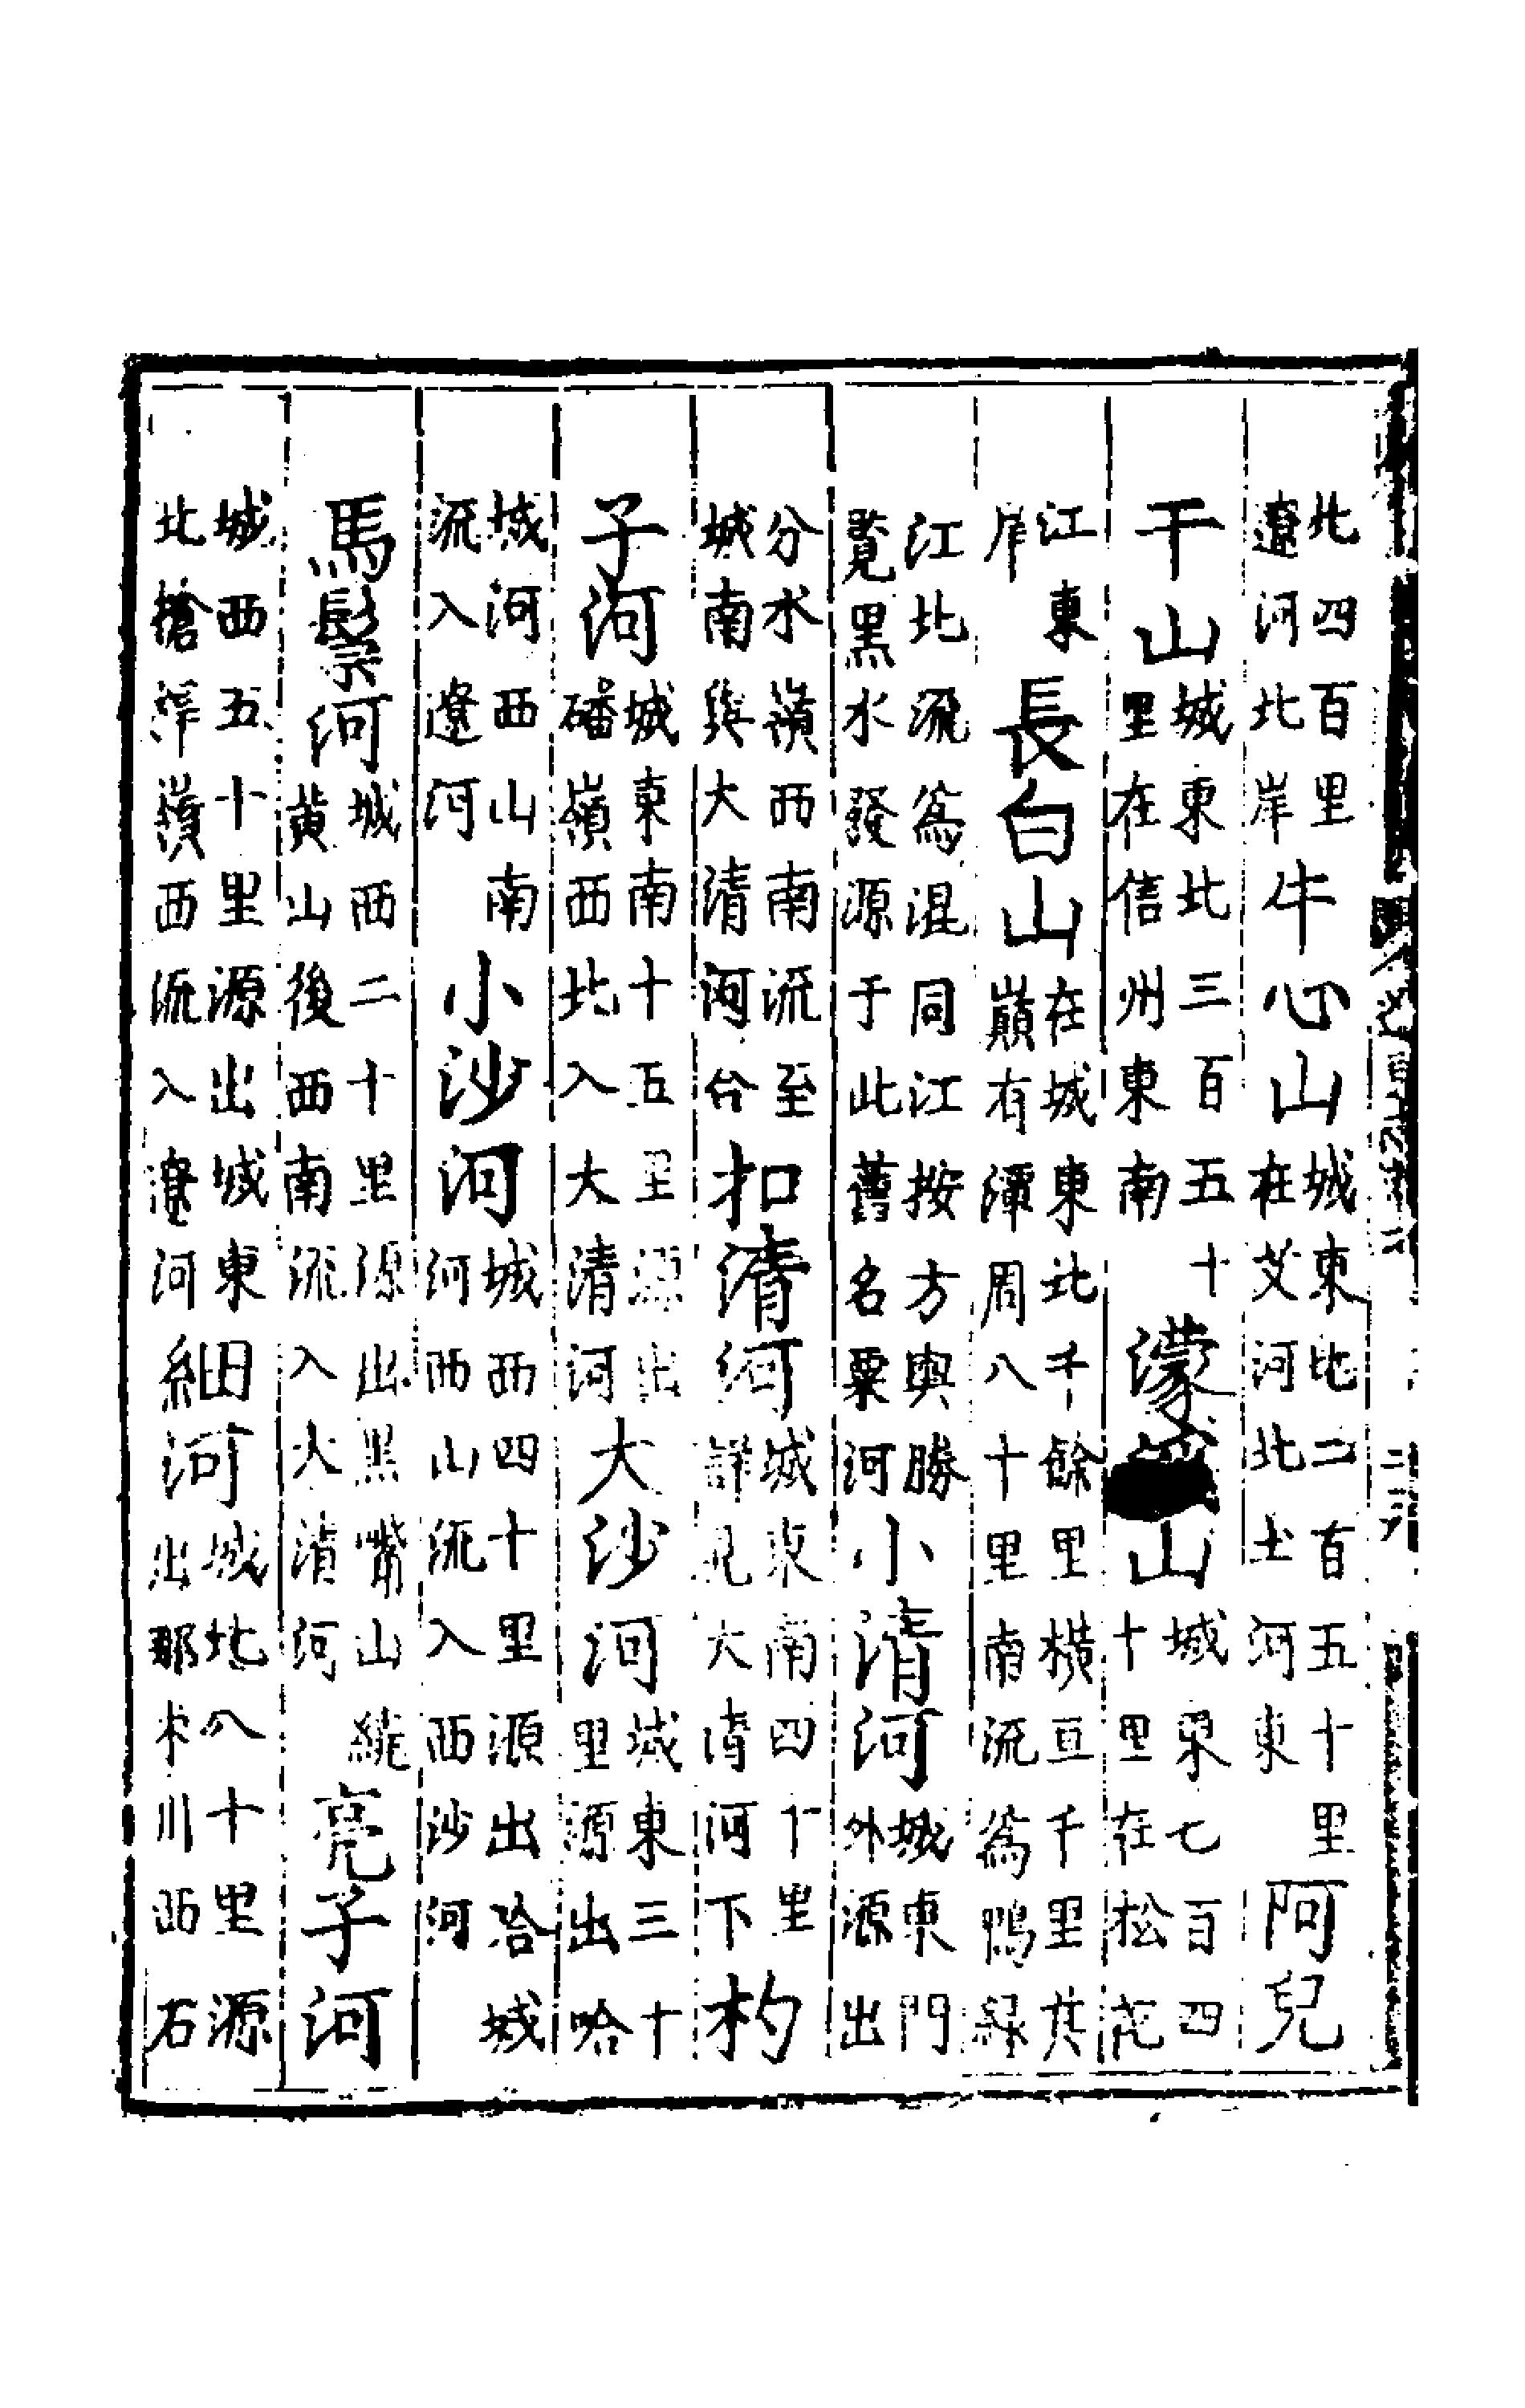 北四百里遼河北岸牛心山城東北二百五十里在艾河北土河東阿兒
干山城東北三百五十里在信州東南濛山城東七百四十里在松花
江東岸長白山在城東北千餘里橫亘千里其巔有潭周八十里南流爲鴨綠
江北流爲混同江按方輿勝覽黑水發源于此舊名粟河小清河城東門外源出
分水嶺西南流至城南與大清河合扣清河城東南四十里詳見大清河下杓
子河城東南十五里源出磻嶺西北入大清河大沙河城東三十里源出哈
城河西山南流入遼河小沙河城西四十里源出洽城河西山流入西沙河
馬鬃河城西二十里源出黑嘴山繞黄山後西南流入大清河亮子河
城西五十里源出城東北槍竿嶺西流入遼河細河城北八十里源出那木川西石